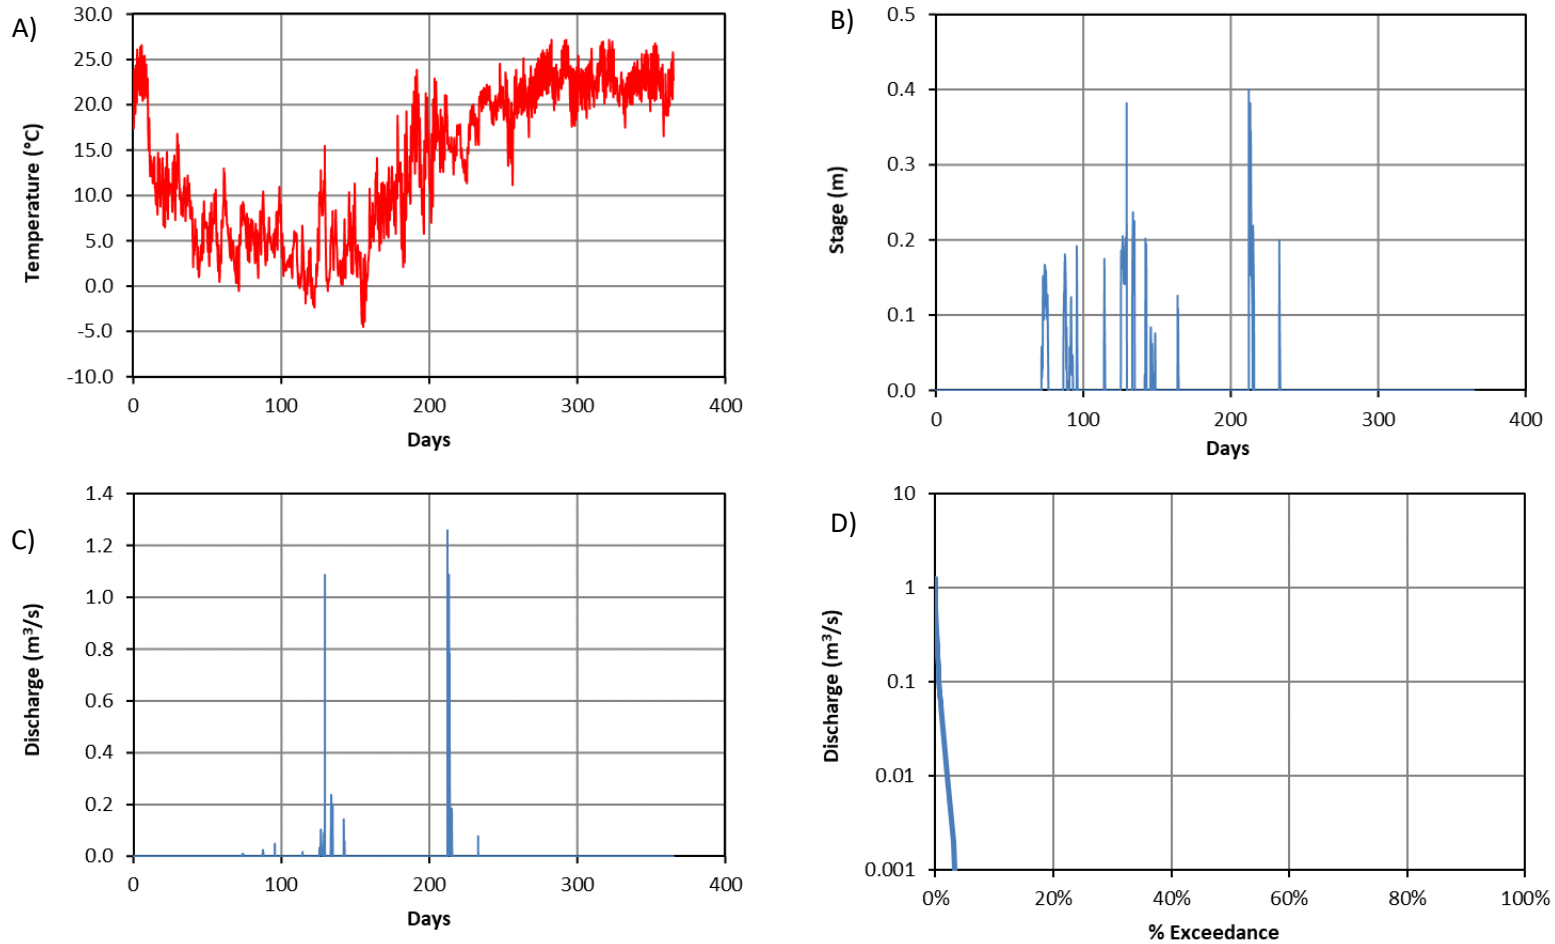 A)
30.0
25.0
20.0
15.0
10.0
5.0
0.0
-5.0
-10.0
Temperature (°C)
0 100 200 300 400
Days
B)
0.5
0.4
0.3
0.2
0.1
0.0
Stage (m)
0 100 200 300 400
Days
C)
1.4
1.2
1.0
0.8
0.6
0.4
0.2
0.0
Discharge (m³/s)
0 100 200 300 400
Days
D)
10
1
0.1
0.01
0.001
Discharge (m³/s)
0% 20% 40% 60% 80% 100%
% Exceedance